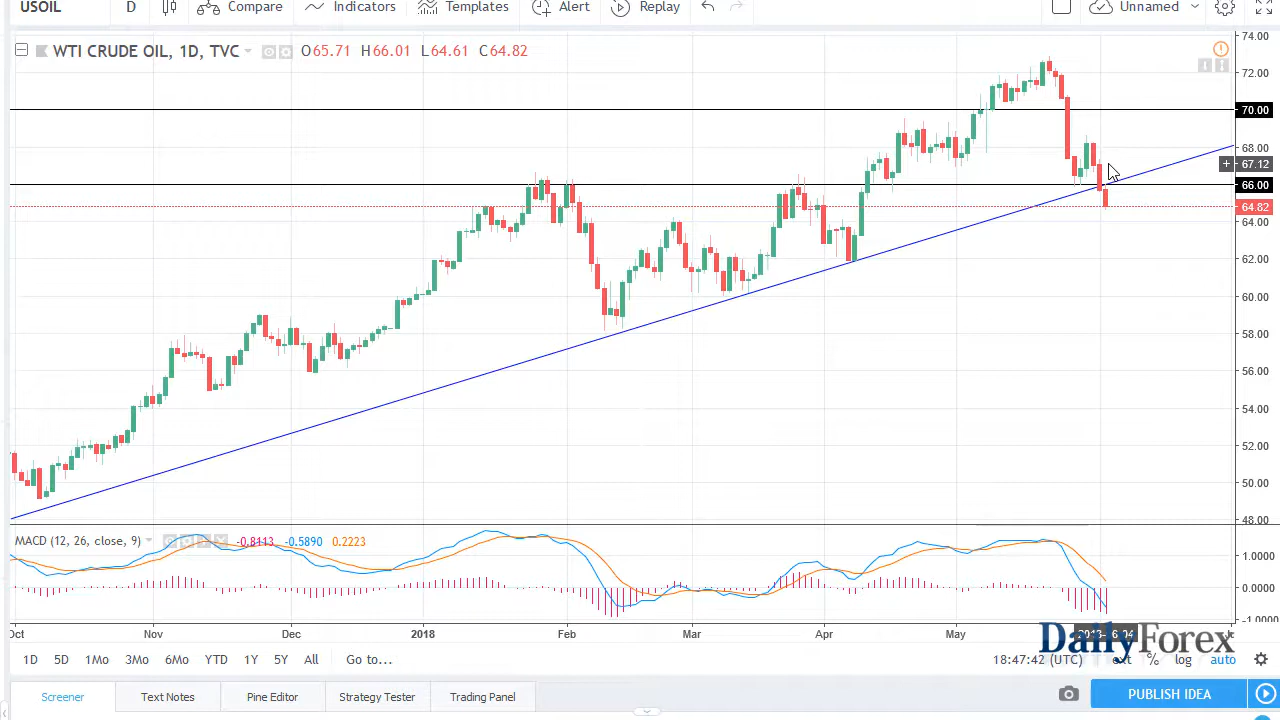 USOIL D Compare Indicators Templates Alert Replay Unnamed
WTI CRUDE OIL, 1D, TVC O65.71 H66.01 L64.61 C64.82
74.00
72.00
70.00
68.00
+ 67.12
66.00
64.82
64.00
62.00
60.00
58.00
56.00
54.00
52.00
50.00
48.00
MACD (12, 26, close, 9) -0.8113 -0.5890 0.2223
1.0000
0.0000
-1.0000
Oct Nov Dec 2018 Feb Mar Apr May
DailyForex
1D 5D 1Mo 3Mo 6Mo YTD 1Y 5Y All Go to... 18:47:42 (UTC) ext % log auto
Screener Text Notes Pine Editor Strategy Tester Trading Panel PUBLISH IDEA